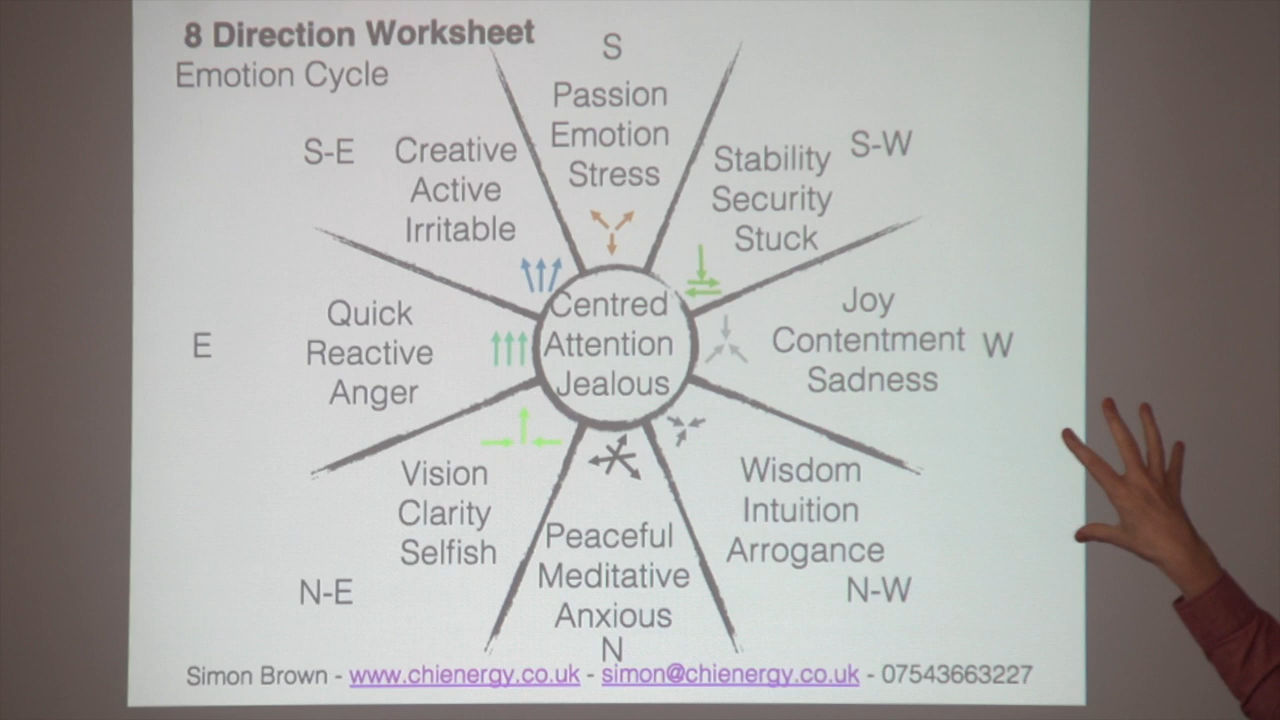 8 Direction Worksheet
Emotion Cycle
S
Passion
Emotion
Stress
S-E
Creative
Active
Irritable
Stability
Security
Stuck
S-W
E
Quick
Reactive
Anger
Centred
Attention
Jealous
Joy
Contentment
Sadness
W
Vision
Clarity
Selfish
N-E
Peaceful
Meditative
Anxious
N
Wisdom
Intuition
Arrogance
N-W
Simon Brown - www.chienergy.co.uk - simon@chienergy.co.uk - 07543663227